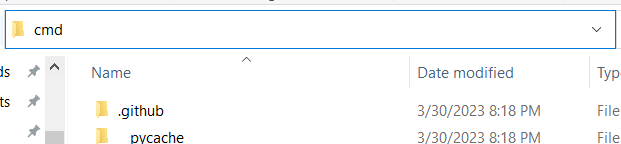 cmd
Name Date modified Typ
.github 3/30/2023 8:18 PM File
pycache 3/30/2023 8:18 PM File